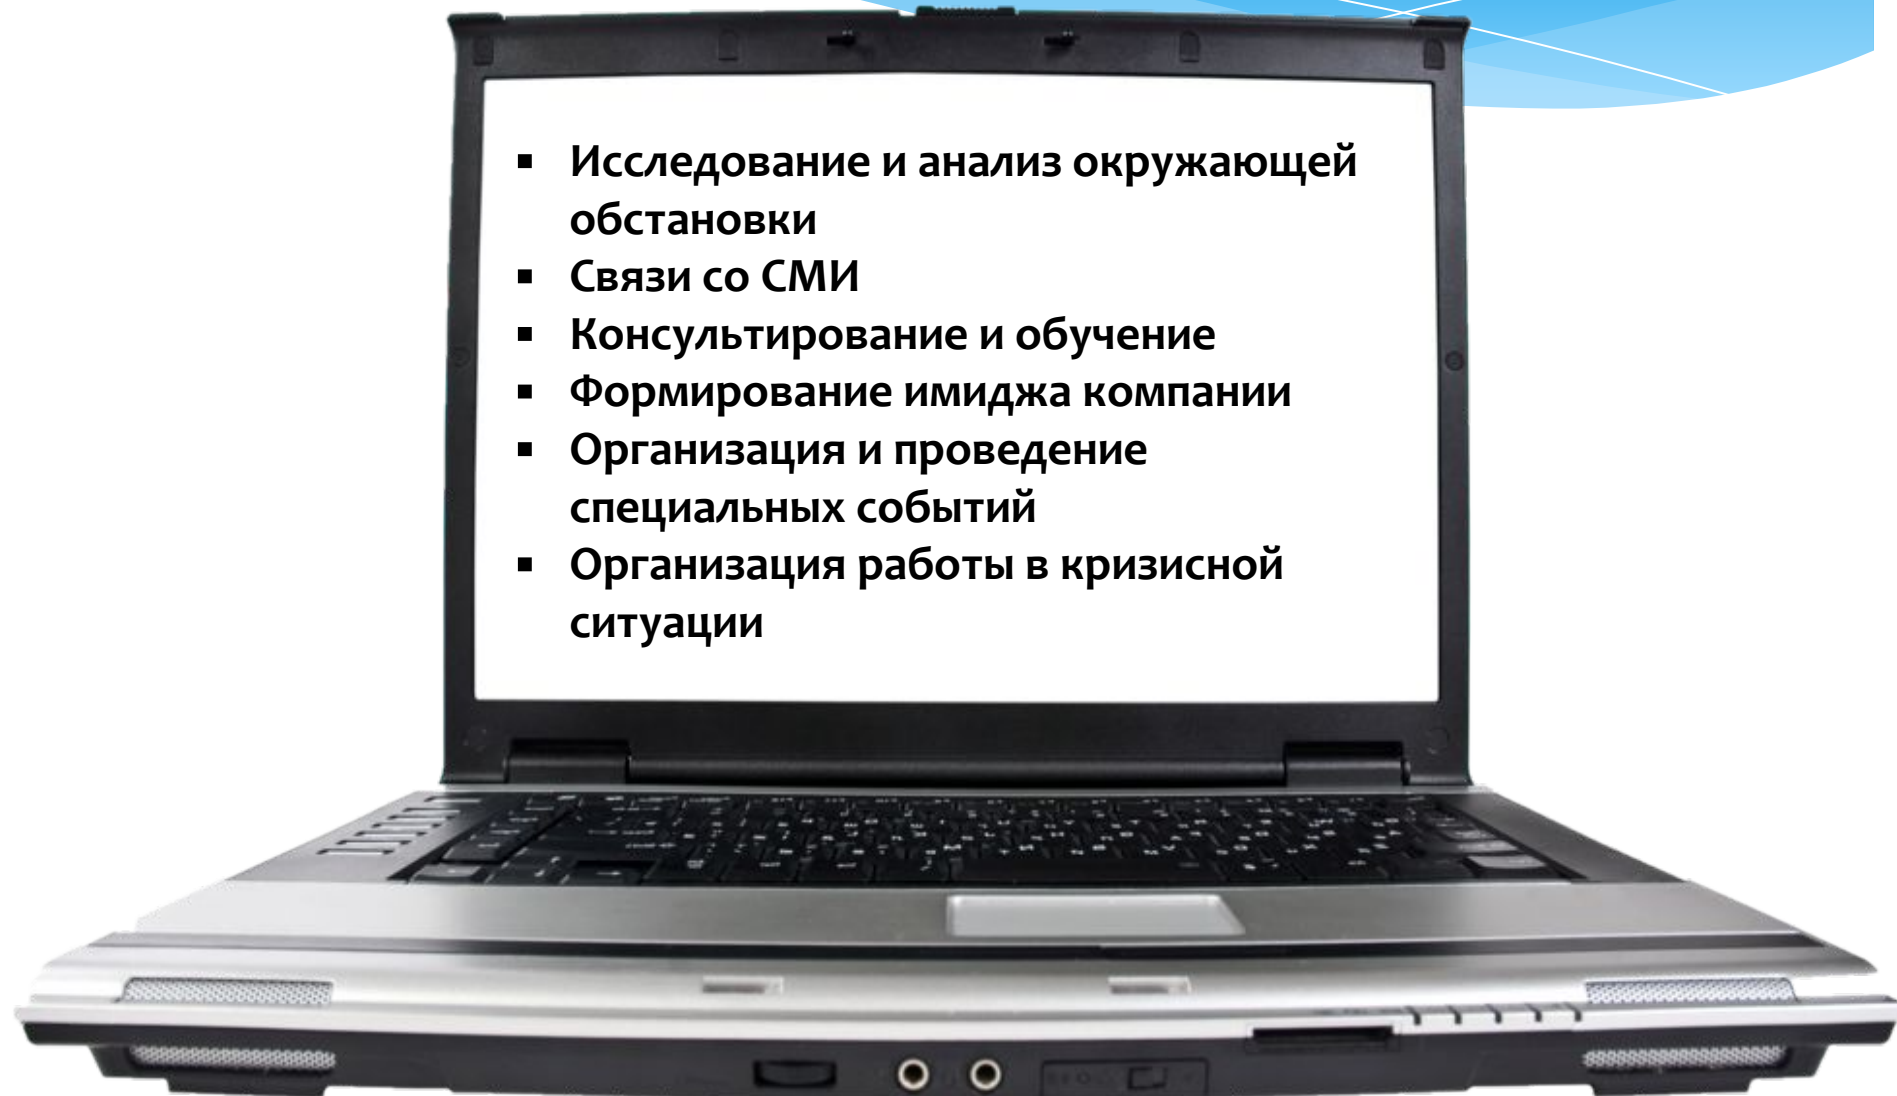 ▪ Исследование и анализ окружающей
обстановки
▪ Связи со СМИ
▪ Консультирование и обучение
▪ Формирование имиджа компании
▪ Организация и проведение
специальных событий
▪ Организация работы в кризисной
ситуации